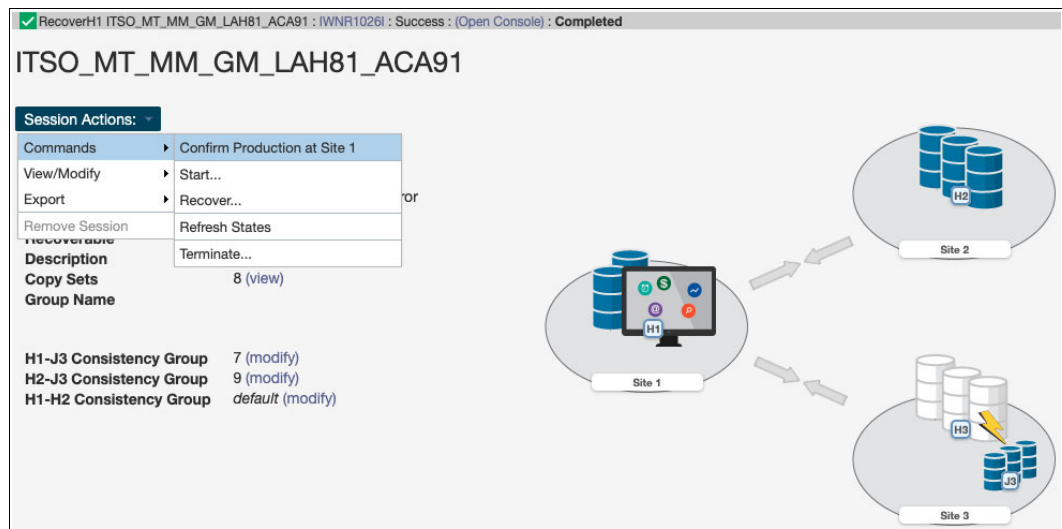 RecoverH1 ITSO_MT_MM_GM_LAH81_ACA91 : IWNR1026I : Success : (Open Console) : Completed
ITSO_MT_MM_GM_LAH81_ACA91
Session Actions:
Commands
Confirm Production at Site 1
View/Modify
Start...
Export
Recover...
ror
Remove Session
Refresh States
Recoverable
Terminate...
Description
Copy Sets 8 (view)
Group Name
H1-J3 Consistency Group 7 (modify)
H2-J3 Consistency Group 9 (modify)
H1-H2 Consistency Group default (modify)
H2
Site 2
$
@
H1
Site 1
H3
J3
Site 3